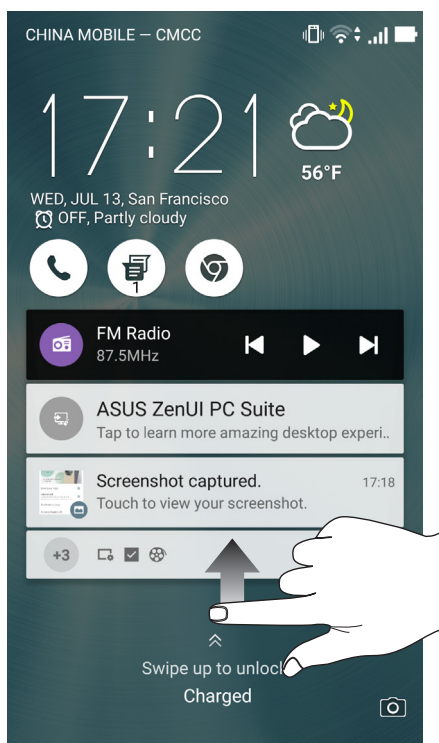 CHINA MOBILE — CMCC
17:21
56°F
WED, JUL 13, San Francisco
OFF, Partly cloudy
1
FM Radio
87.5MHz
ASUS ZenUI PC Suite
Tap to learn more amazing desktop experi..
Screenshot captured.
17:18
Touch to view your screenshot.
+3
Swipe up to unloc
Charged